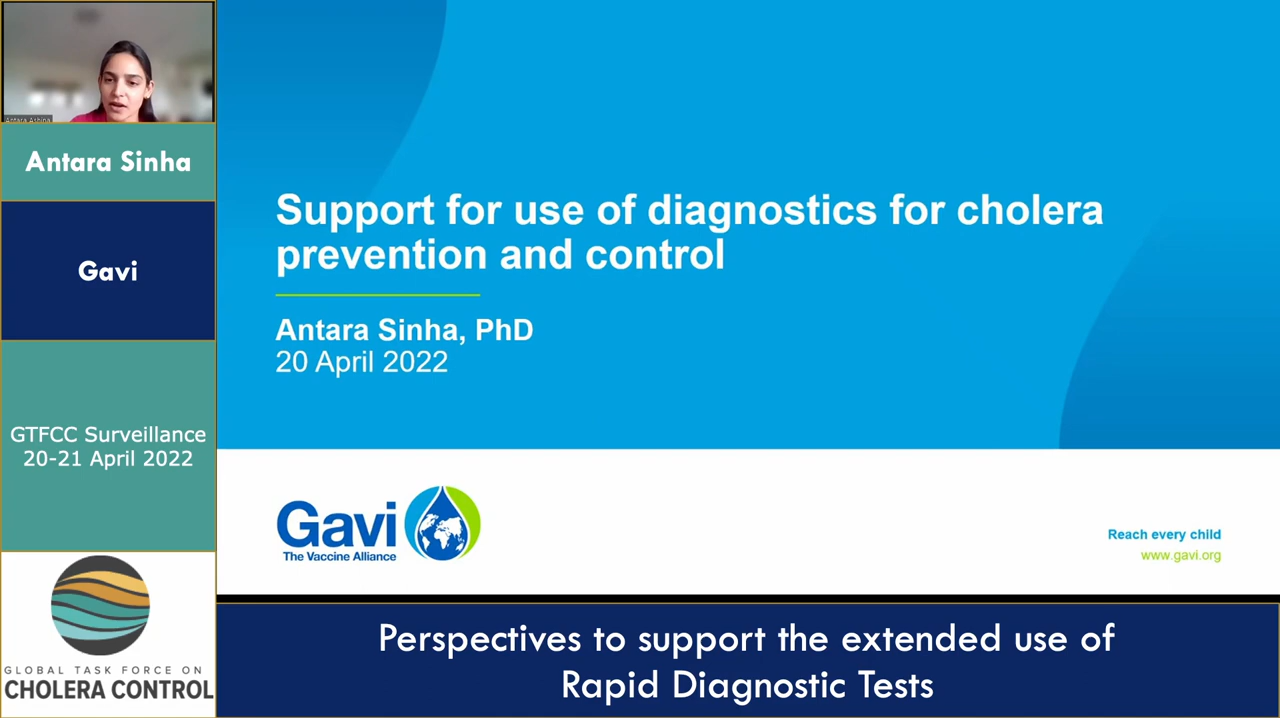 Antara Sinha
Gavi
GTFCC Surveillance
20-21 April 2022
GLOBAL TASK FORCE ON
CHOLERA CONTROL
Support for use of diagnostics for cholera
prevention and control
Antara Sinha, PhD
20 April 2022
Gavi
The Vaccine Alliance
Reach every child
www.gavi.org
Perspectives to support the extended use of
Rapid Diagnostic Tests